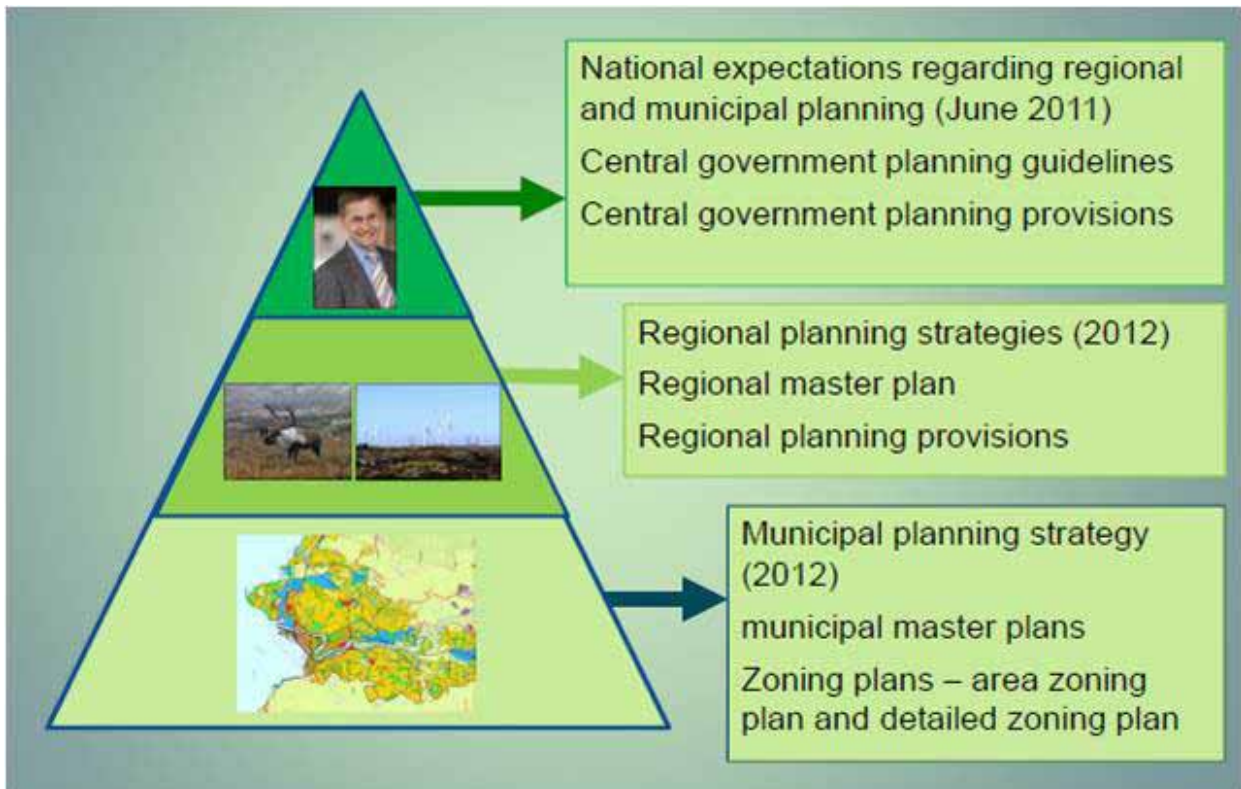 National expectations regarding regional
and municipal planning (June 2011)
Central government planning guidelines
Central government planning provisions
Regional planning strategies (2012)
Regional master plan
Regional planning provisions
Municipal planning strategy
(2012)
municipal master plans
Zoning plans – area zoning
plan and detailed zoning plan